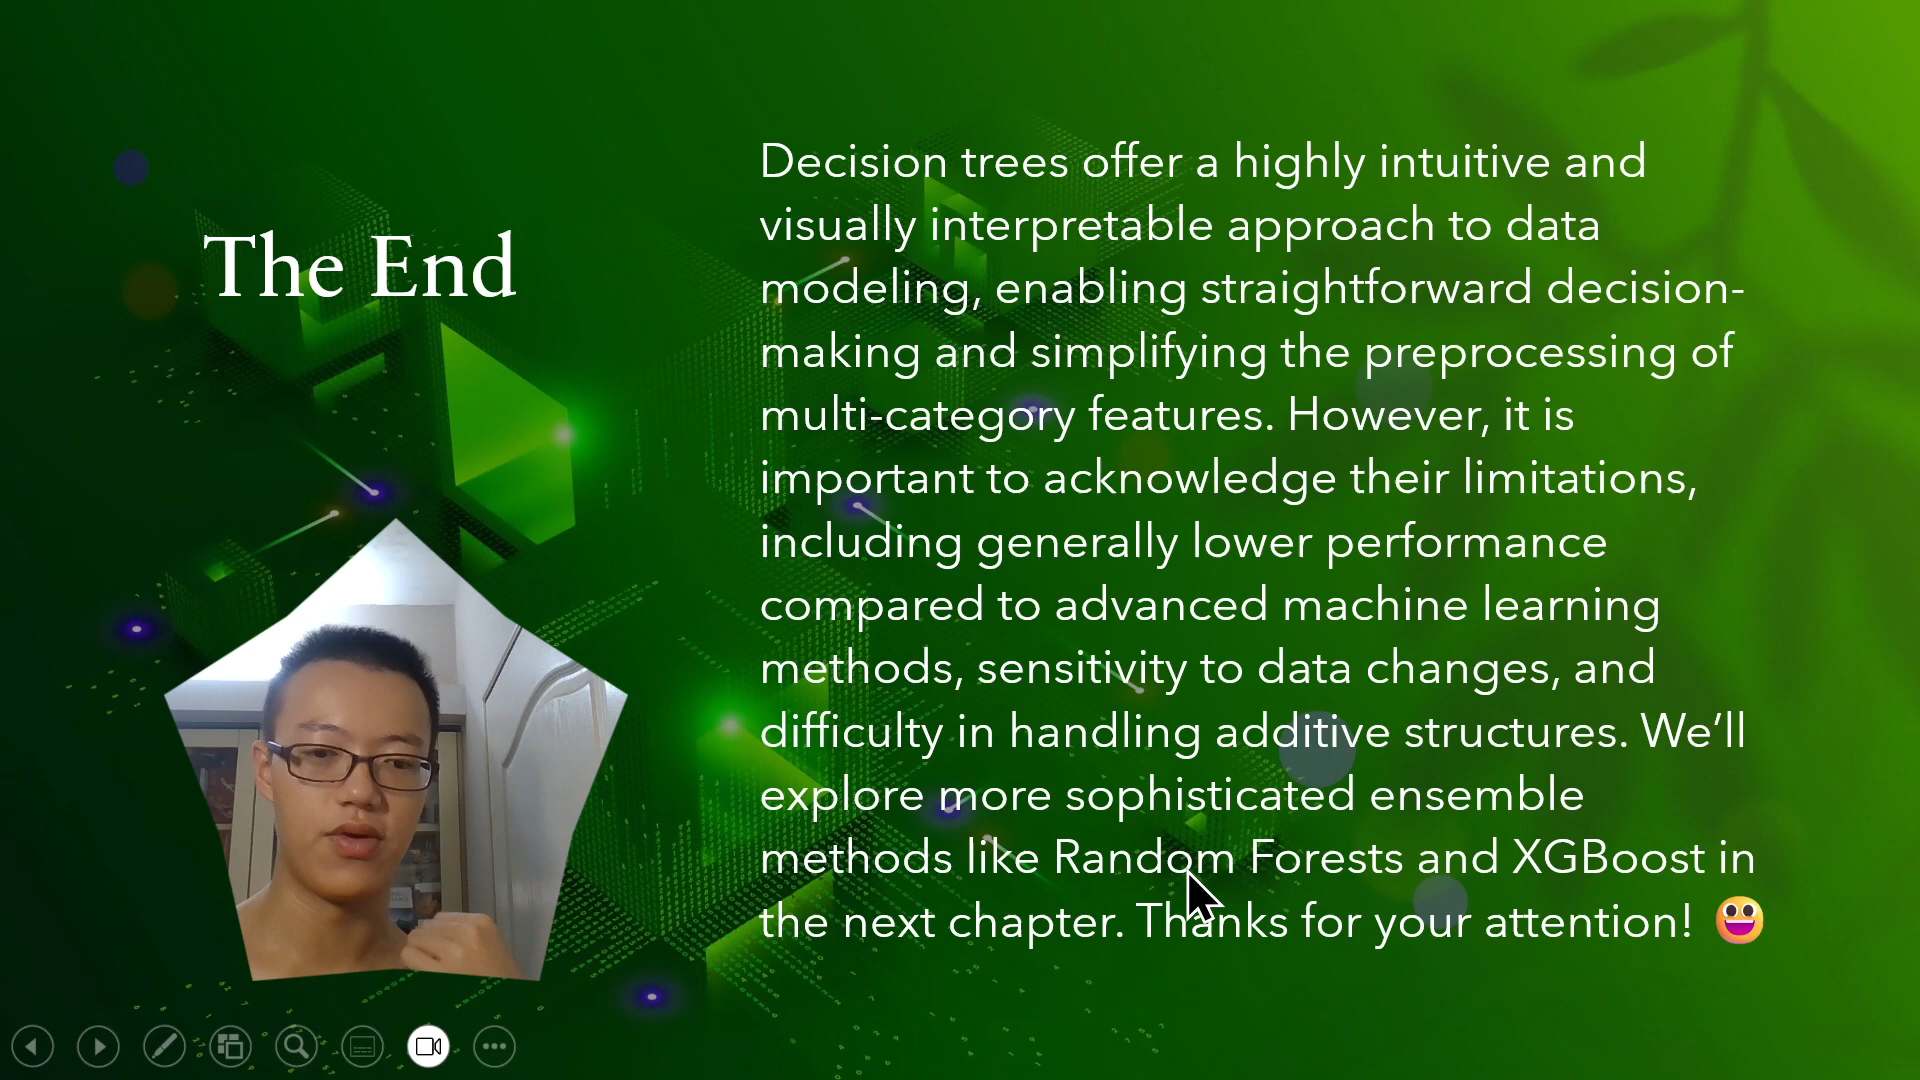 The End
Decision trees offer a highly intuitive and
visually interpretable approach to data
modeling, enabling straightforward decision-
making and simplifying the preprocessing of
multi-category features. However, it is
important to acknowledge their limitations,
including generally lower performance
compared to advanced machine learning
methods, sensitivity to data changes, and
difficulty in handling additive structures. We’ll
explore more sophisticated ensemble
methods like Random Forests and XGBoost in
the next chapter. Thanks for your attention! 😀